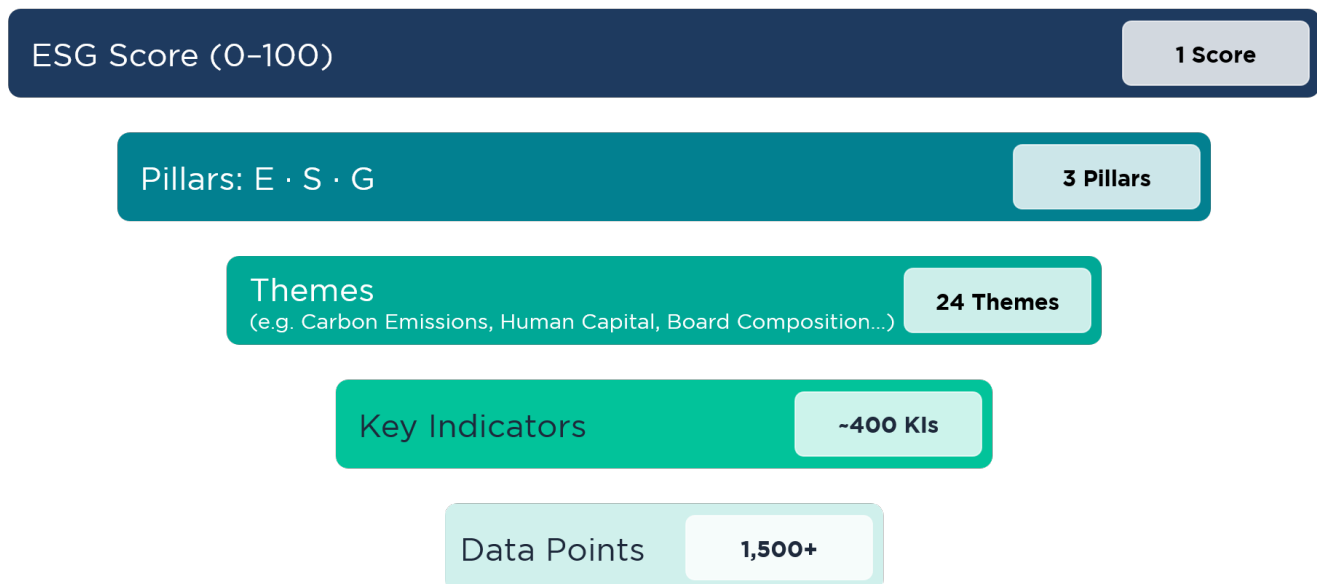 ESG Score (0–100)
1 Score
Pillars: E · S · G
3 Pillars
Themes
(e.g. Carbon Emissions, Human Capital, Board Composition...)
24 Themes
Key Indicators
~400 KIs
Data Points
1,500+